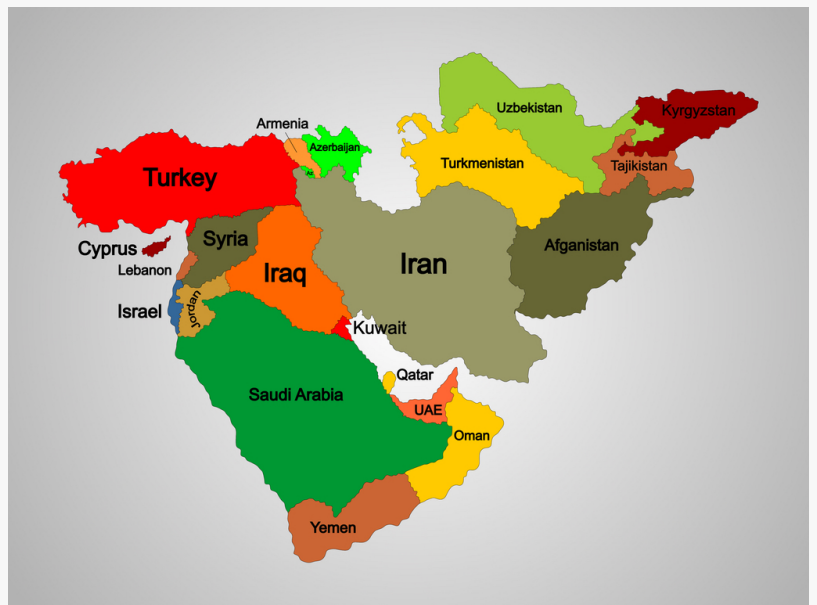 Uzbekistan
Kyrgyzstan
Armenia
Azerbaijan
Turkmenistan
Tajikistan
Az.
Turkey
Syria
Cyprus
Afganistan
Lebanon
Iraq
Iran
Israel
Jordan
Kuwait
Qatar
Saudi Arabia
UAE
Oman
Yemen